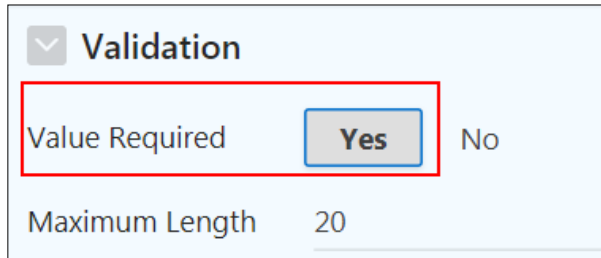 Validation
Value Required Yes No
Maximum Length 20